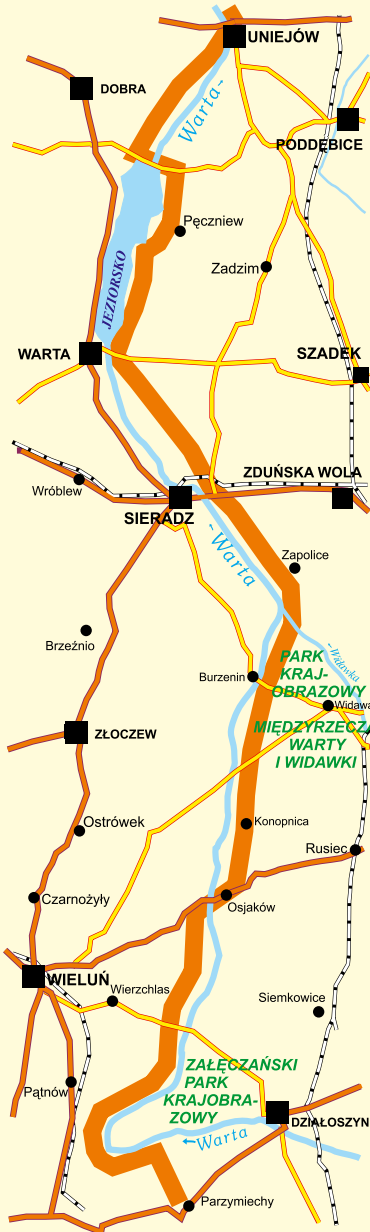 UNIEJÓW
DOBRA
Warta
PODDĘBICE
Pęczniew
Zadzim
JEZIORSKO
WARTA
SZADEK
ZDUŃSKA WOLA
Wróblew
SIERADZ
Warta
Zapolice
Brzeźnio
Widawka
PARK
KRAJ-
OBRAZOWY
Burzenin
Widawa
MIĘDZYRZECZA
WARTY
I WIDAWKI
ZŁOCZEW
Ostrówek
Konopnica
Rusiec
Czarnożyły
Osjaków
WIELUŃ
Wierzchlas
Siemkowice
ZAŁĘCZAŃSKI
PARK
KRAJOBRA-
ZOWY
Pątnów
DZIAŁOSZYN
Warta
Parzymiechy